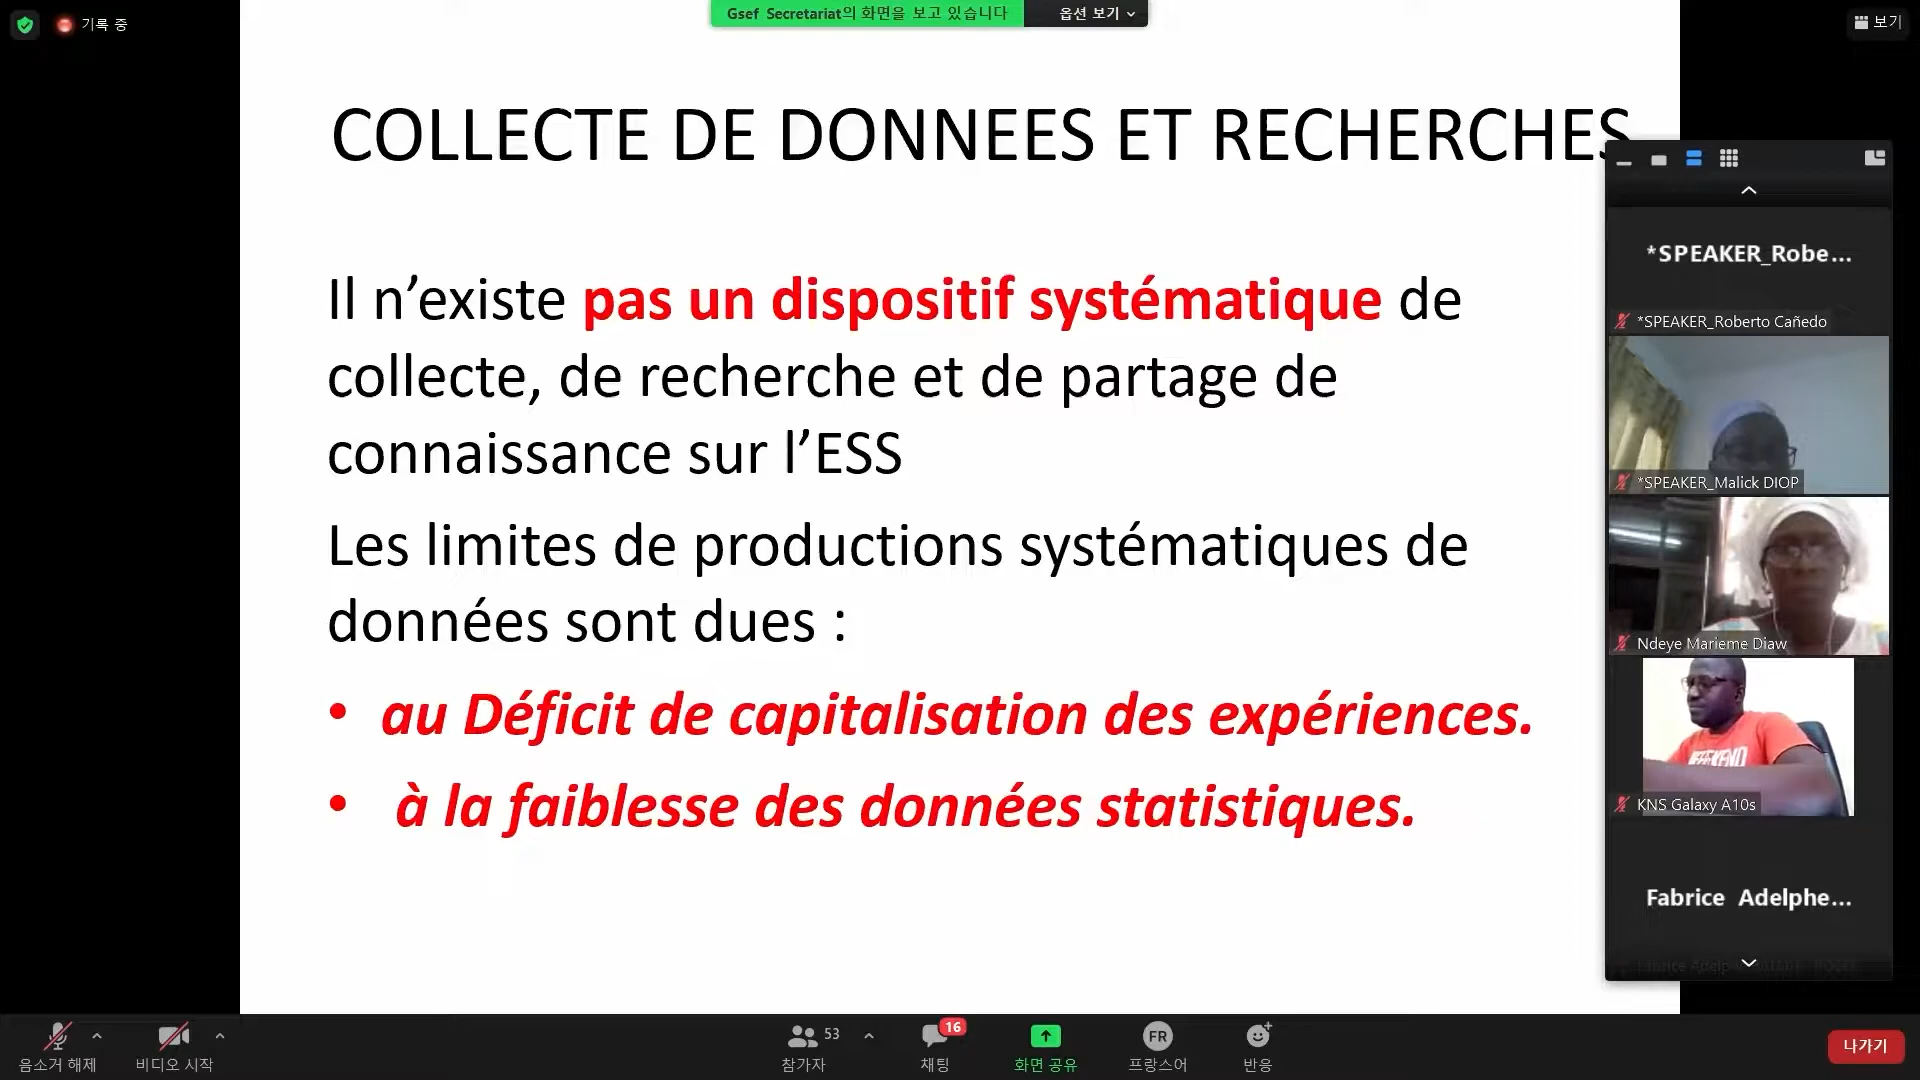 기록 중
Gsef Secretariat의 화면을 보고 있습니다
옵션 보기
보기
COLLECTE DE DONNEES ET RECHERCHES
Il n’existe pas un dispositif systématique de
collecte, de recherche et de partage de
connaissance sur l’ESS
Les limites de productions systématiques de
données sont dues :
• au Déficit de capitalisation des expériences.
• à la faiblesse des données statistiques.
*SPEAKER_Robe...
*SPEAKER_Roberto Cañedo
*SPEAKER_Malick DIOP
Ndeye Marieme Diaw
KNS Galaxy A10s
Fabrice Adelphe...
음소거 해제
비디오 시작
53
참가자
16
채팅
화면 공유
FR
프랑스어
반응
나가기